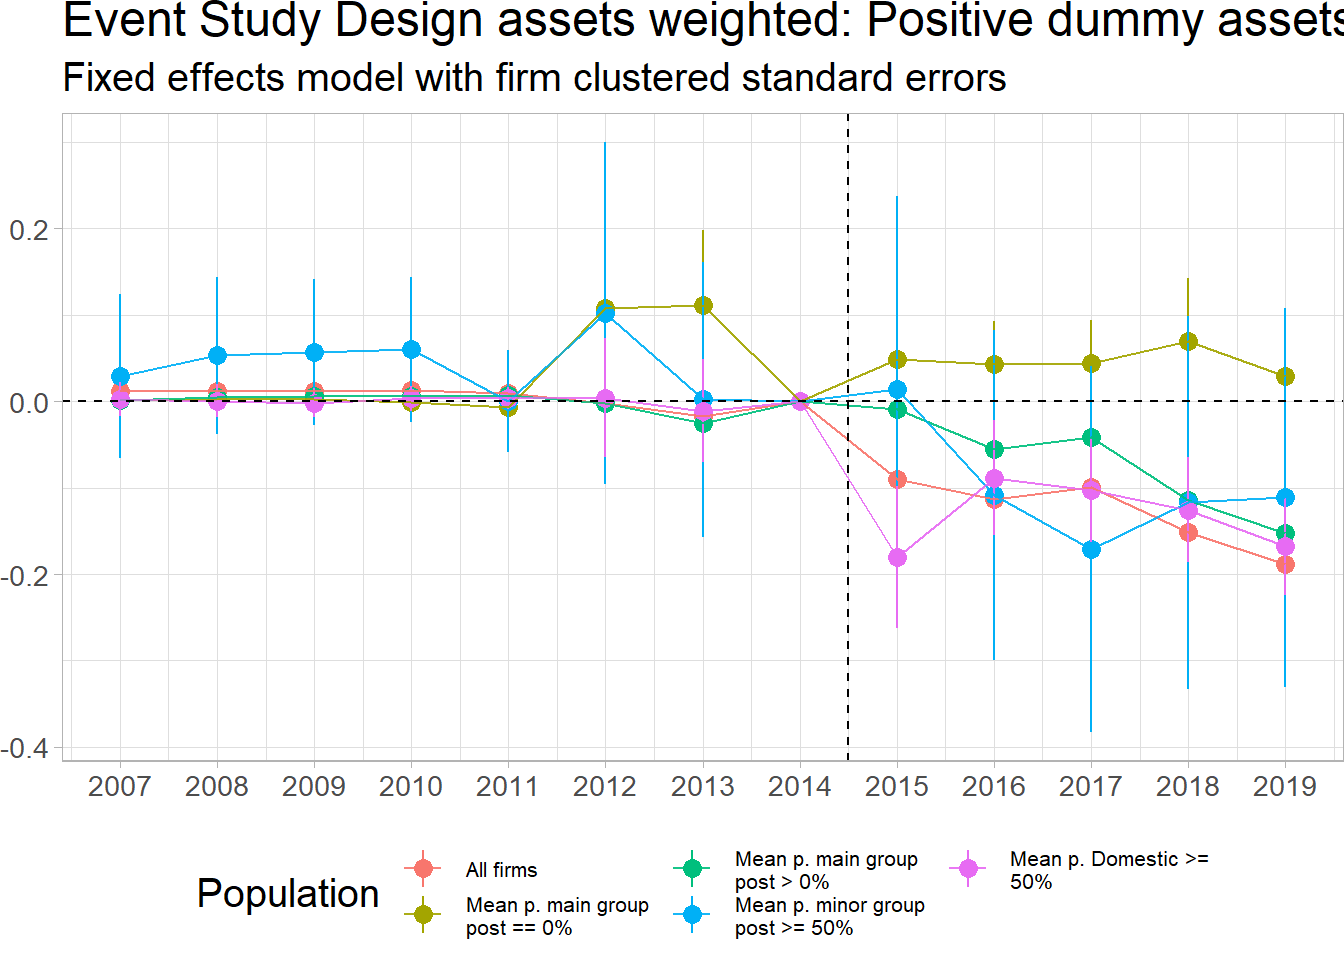 Event Study Design assets weighted: Positive dummy assets
Fixed effects model with firm clustered standard errors
0.2
0.0
-0.2
-0.4
2007 2008 2009 2010 2011 2012 2013 2014 2015 2016 2017 2018 2019
Population
All firms
Mean p. main group
post == 0%
Mean p. main group
post > 0%
Mean p. minor group
post >= 50%
Mean p. Domestic >=
50%